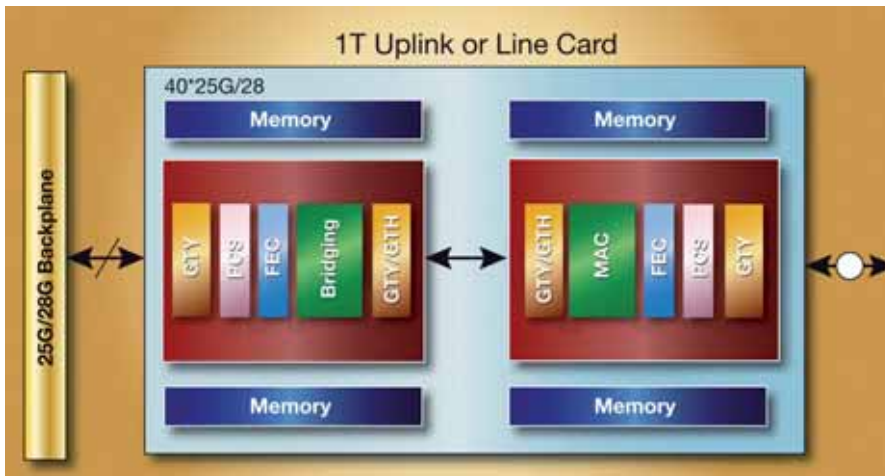 1T Uplink or Line Card
40*25G/28
25G/28G Backplane
Memory
Memory
GTY
PCS
FEC
Bridging
GTY/GTH
GTY/GTH
MAC
FEC
PCS
GTY
Memory
Memory